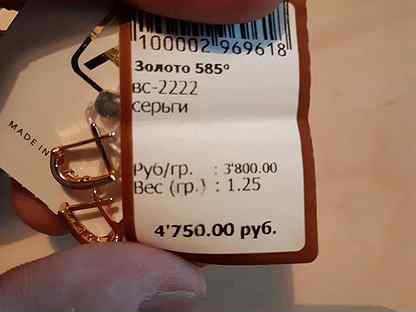 100002 969618
Золото 585°
вс-2222
серьги
Руб/гр. : 3'800.00
Вес (гр.) : 1.25
4'750.00 руб.
MADE IN